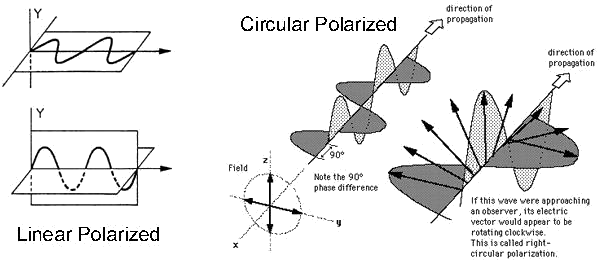 Y
Y
Linear Polarized
Circular Polarized
direction of
propagation
90°
Note the 90°
phase difference
Field
z
y
x
direction of
propagation
If this wave were approaching
an observer, its electric
vector would appear to be
rotating clockwise.
This is called right-
circular polarization.